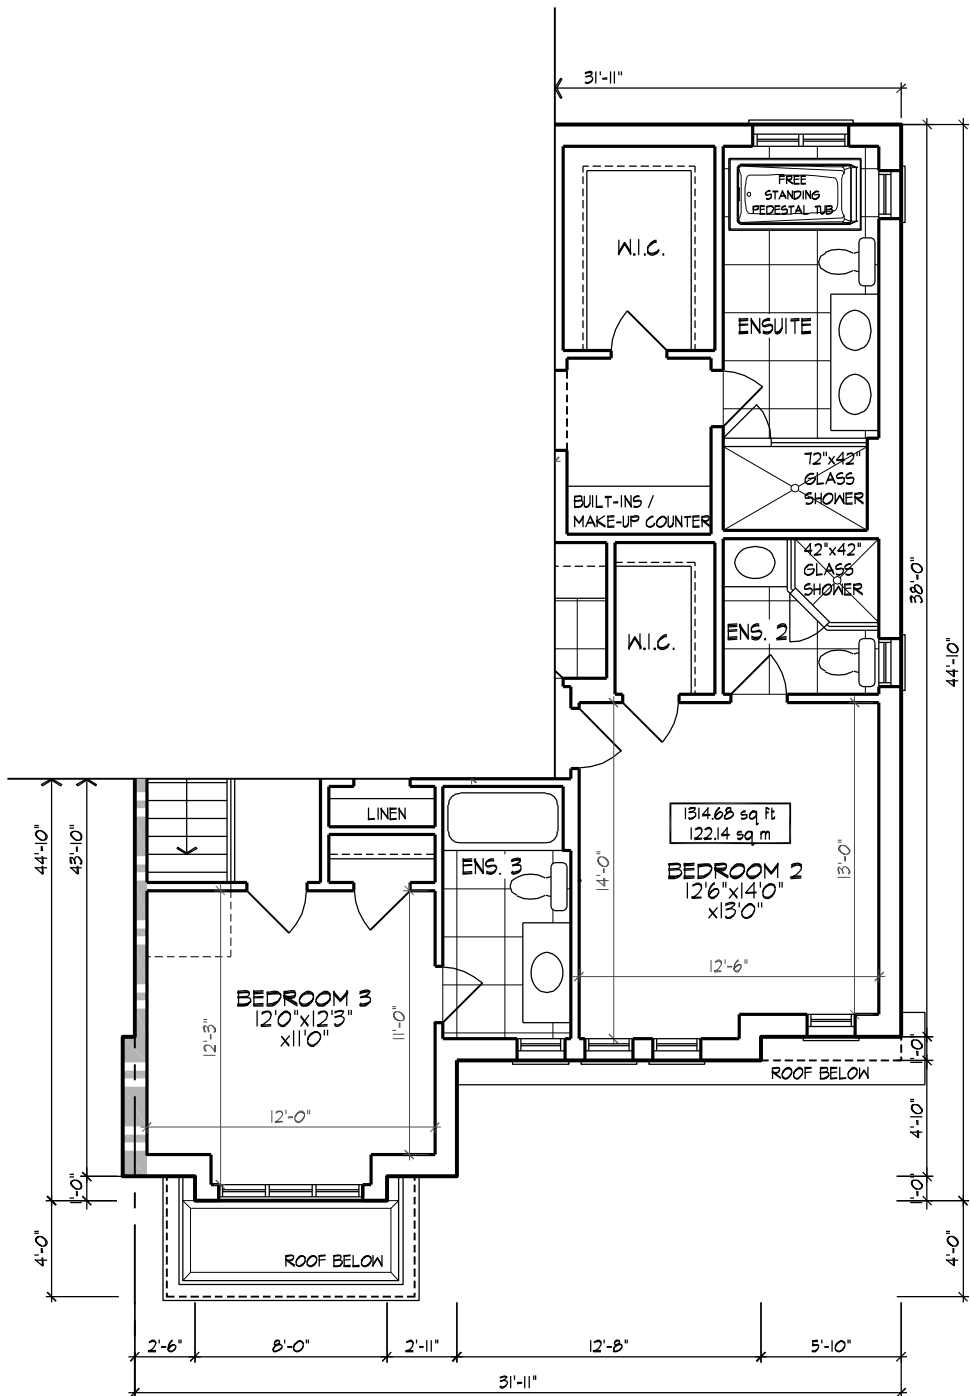 31'-11"
FREE
STANDING
PEDESTAL TUB
W.I.C.
ENSUITE
72"x42"
GLASS
SHOWER
BUILT-INS /
MAKE-UP COUNTER
42"x42"
GLASS
SHOWER
38'-0"
44'-10"
ENS. 2
W.I.C.
LINEN
1314.68 sq ft
122.14 sq m
44'-10"
43'-10"
ENS. 3
14'-0"
BEDROOM 2
12'6"x14'0"
x13'0"
13'-0"
12'-6"
BEDROOM 3
12'0"x12'3"
x11'0"
12'-3"
11'-0"
1'-0"
ROOF BELOW
12'-0"
4'-10"
1'-0"
1'-0"
4'-0"
ROOF BELOW
4'-0"
2'-6"
8'-0"
2'-11"
12'-8"
5'-10"
31'-11"